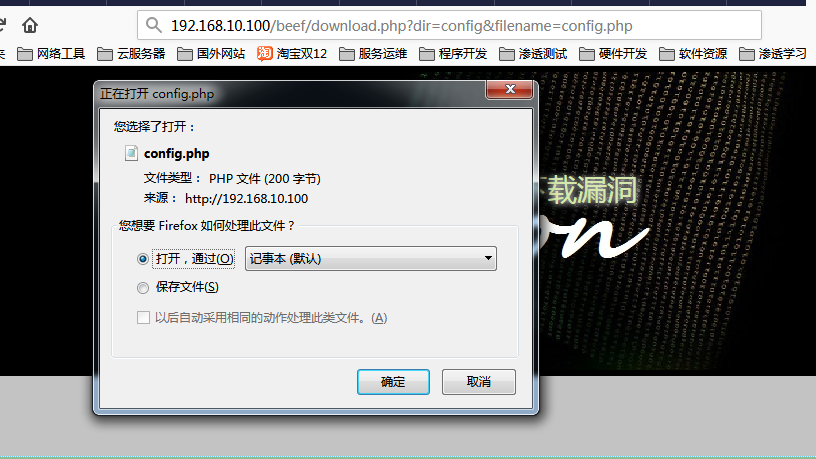 192.168.10.100/beef/download.php?dir=config&filename=config.php
网络工具 云服务器 国外网站 淘 淘宝双12 服务运维 程序开发 渗透测试 硬件开发 软件资源 渗透学习
正在打开 config.php
您选择了打开：
config.php
文件类型： PHP 文件 (200 字节)
来源： http://192.168.10.100
您想要 Firefox 如何处理此文件？
打开，通过(O) 记事本 (默认)
保存文件(S)
以后自动采用相同的动作处理此类文件。(A)
确定 取消
载漏洞
on